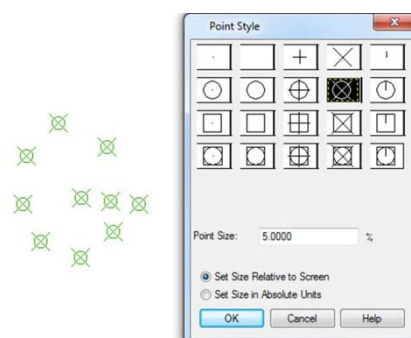 Point Style
Point Size: 5.0000 %
Set Size Relative to Screen
Set Size in Absolute Units
OK Cancel Help